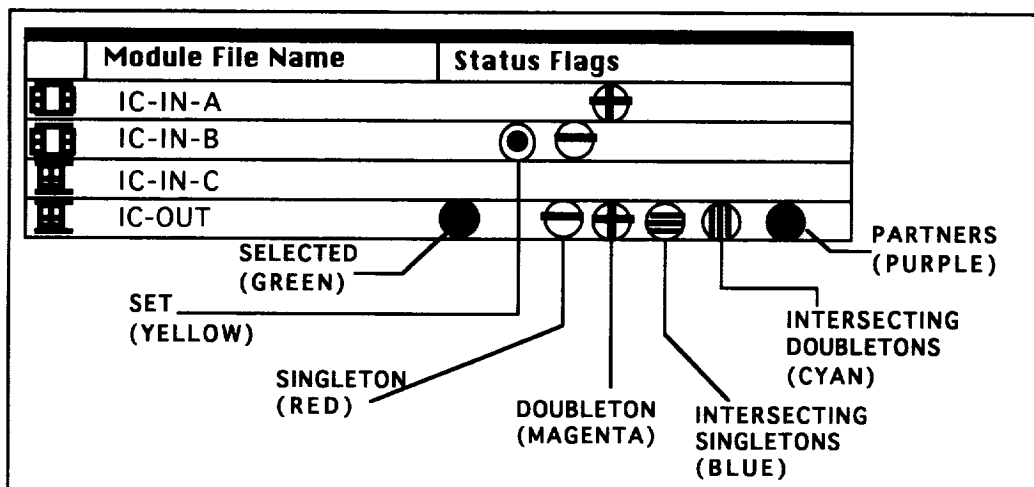 Module File Name Status Flags
IC-IN-A
IC-IN-B
IC-IN-C
IC-OUT
SELECTED
(GREEN)
PARTNERS
(PURPLE)
SET
(YELLOW)
INTERSECTING
DOUBLETONS
(CYAN)
SINGLETON
(RED)
DOUBLETON
(MAGENTA)
INTERSECTING
SINGLETONS
(BLUE)